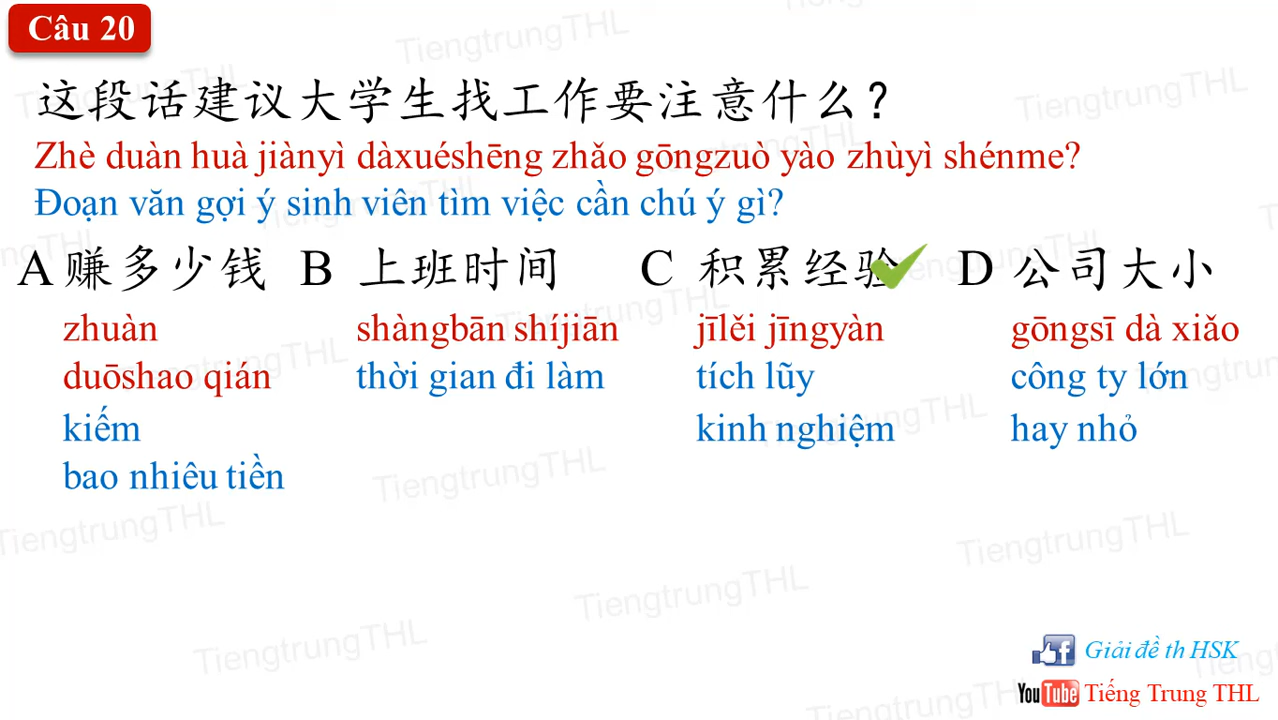 Câu 20
这段话建议大学生找工作要注意什么？
Zhè duàn huà jiànyì dàxuéshēng zhǎo gōngzuò yào zhùyì shénme?
Đoạn văn gợi ý sinh viên tìm việc cần chú ý gì?
A 赚多少钱 B 上班时间 C 积累经验 D 公司大小
zhuàn shàngbān shíjiān jīlěi jīngyàn gōngsī dà xiǎo
duōshao qián thời gian đi làm tích lũy công ty lớn
kiếm kinh nghiệm hay nhỏ
bao nhiêu tiền
Giải đề th HSK
YouTube Tiếng Trung THL
TiengtrungTHL